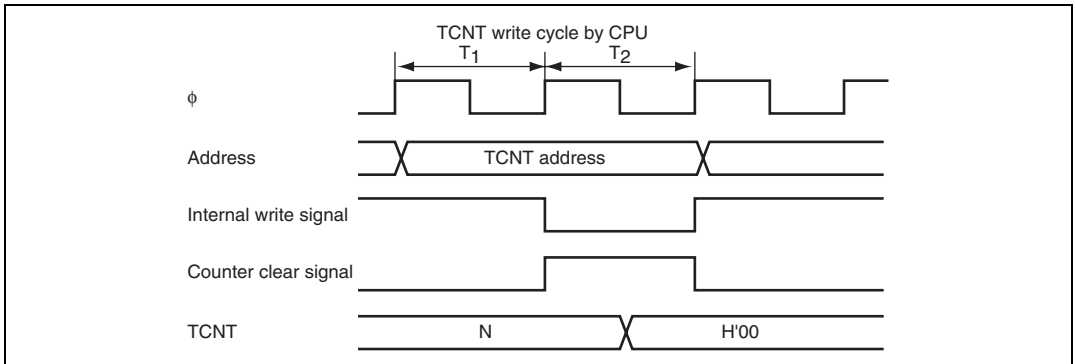 TCNT write cycle by CPU
T1 T2
φ
Address TCNT address
Internal write signal
Counter clear signal
TCNT N H'00